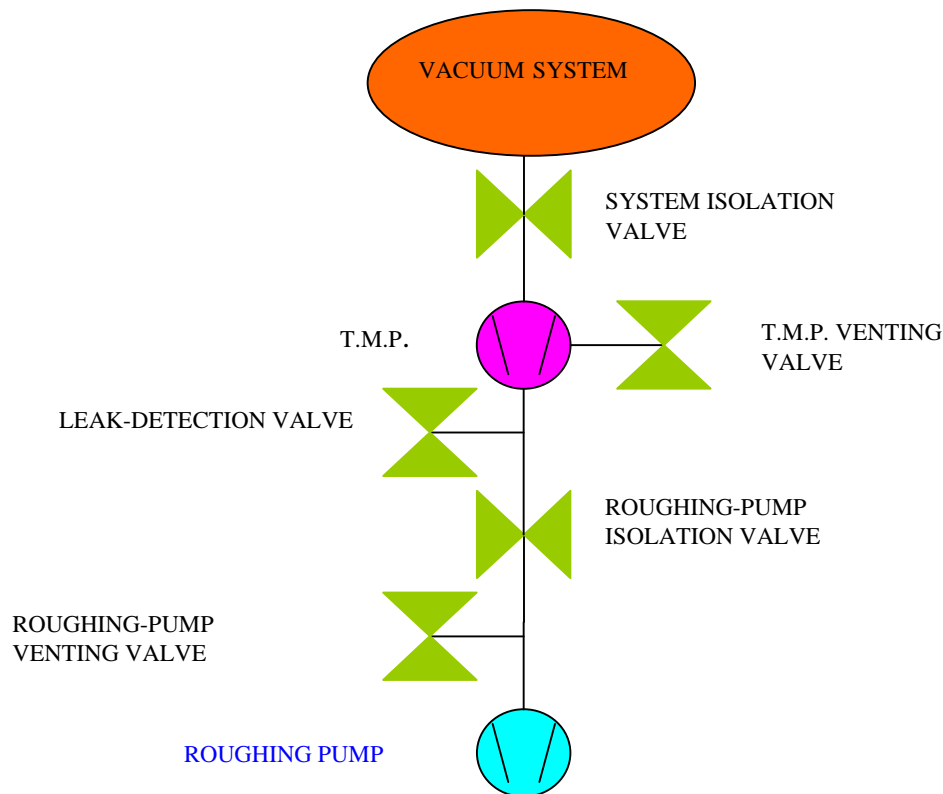 VACUUM SYSTEM
SYSTEM ISOLATION
VALVE
T.M.P.
T.M.P. VENTING
VALVE
LEAK-DETECTION VALVE
ROUGHING-PUMP
ISOLATION VALVE
ROUGHING-PUMP
VENTING VALVE
ROUGHING PUMP